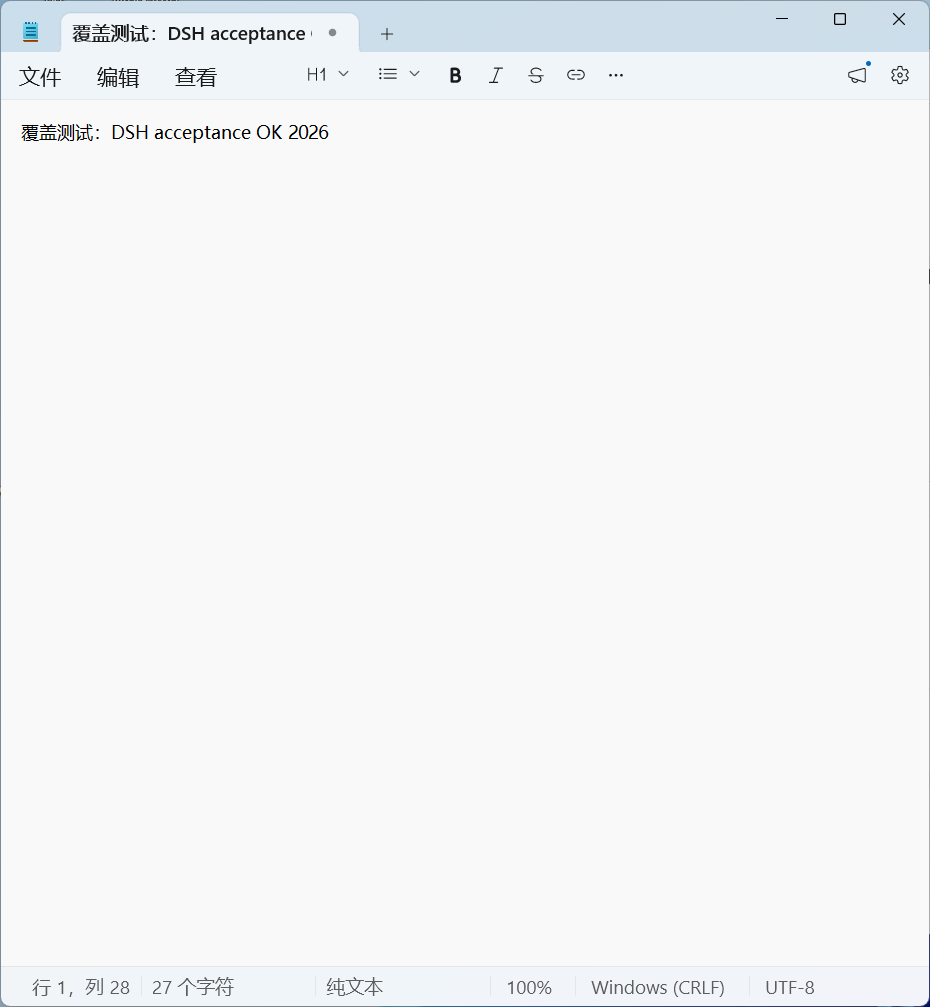 覆盖测试：DSH acceptance
文件 编辑 查看 H1 B I S
覆盖测试：DSH acceptance OK 2026
行 1，列 28 27 个字符 纯文本 100% Windows (CRLF) UTF-8